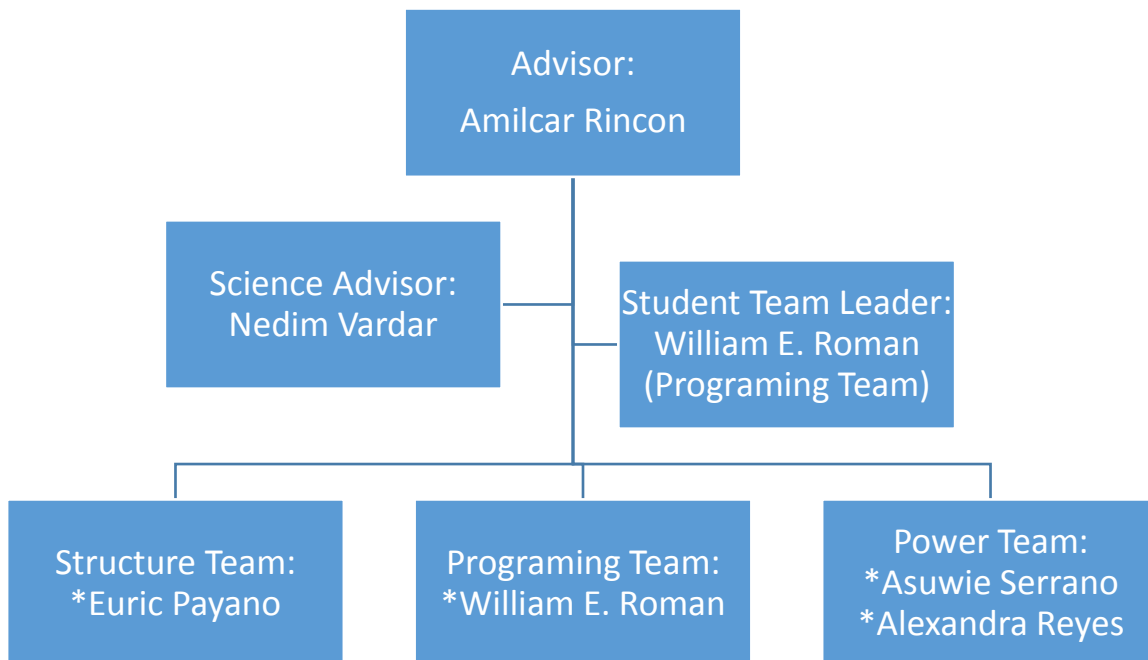 Advisor:
Amilcar Rincon
Science Advisor:
Nedim Vardar
Student Team Leader:
William E. Roman
(Programing Team)
Structure Team:
*Euric Payano
Programing Team:
*William E. Roman
Power Team:
*Asuwie Serrano
*Alexandra Reyes